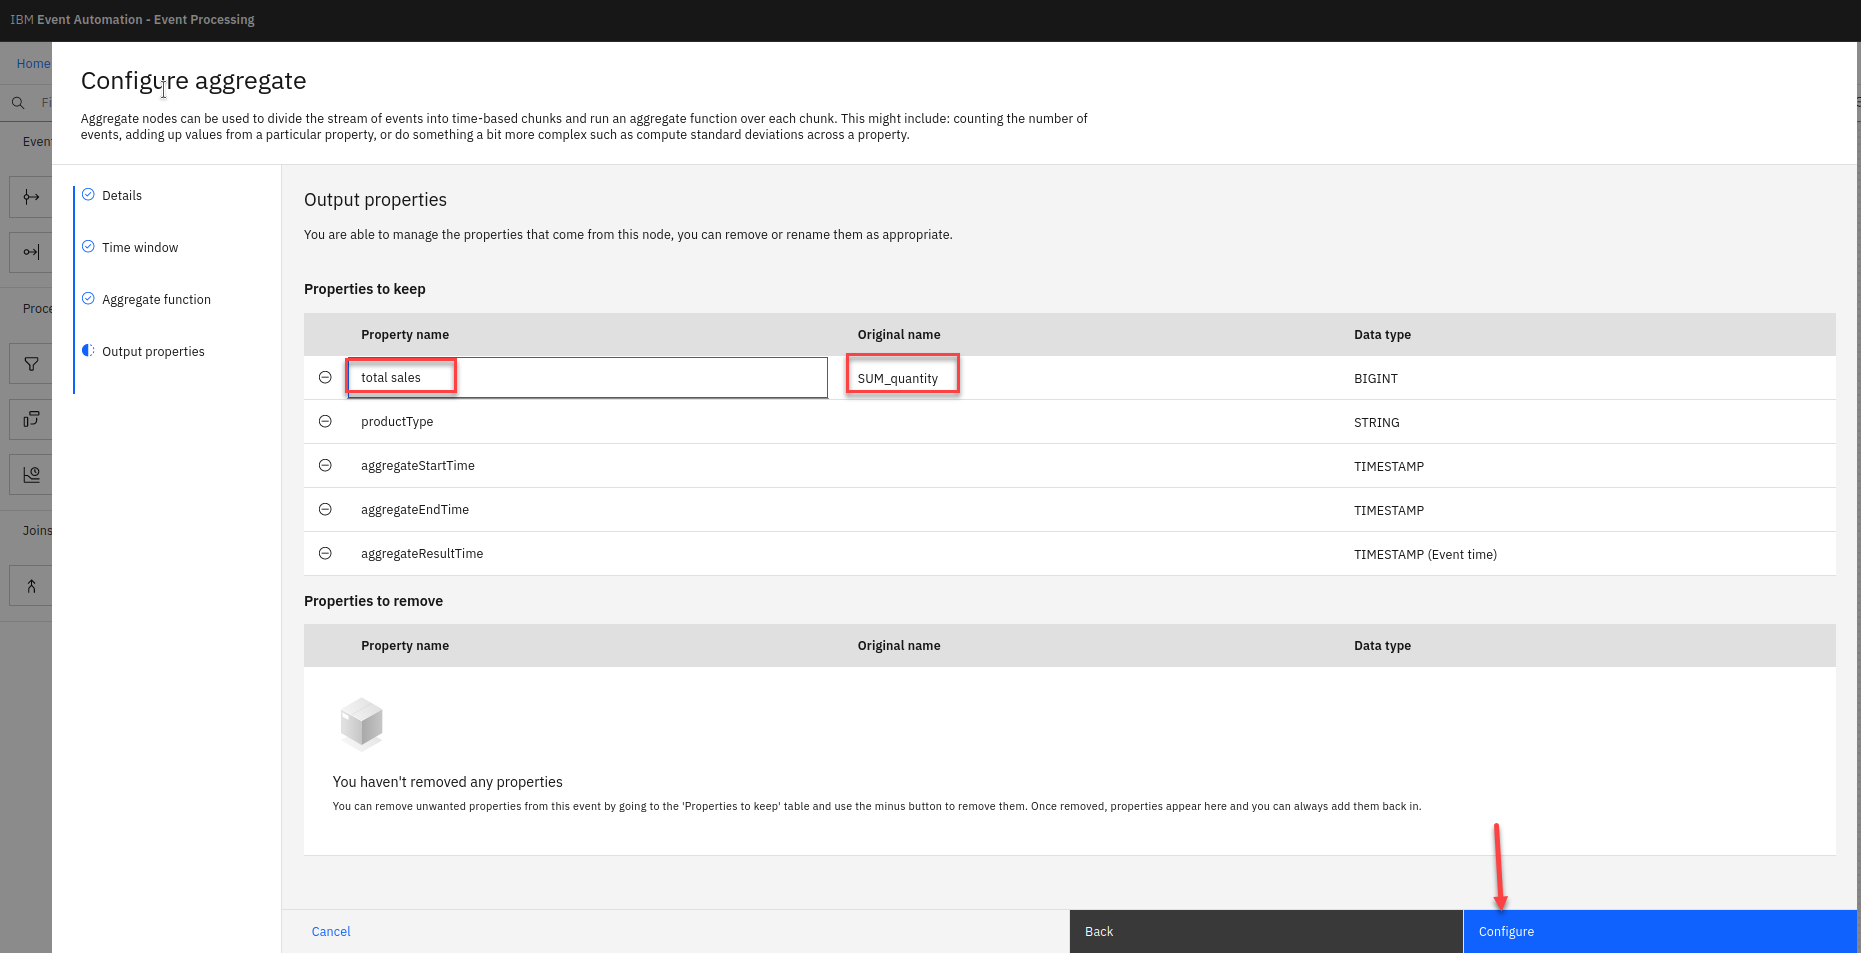 IBM Event Automation - Event Processing
Home
Fi
Configure aggregate
Aggregate nodes can be used to divide the stream of events into time-based chunks and run an aggregate function over each chunk. This might include: counting the number of
events, adding up values from a particular property, or do something a bit more complex such as compute standard deviations across a property.
Even
Proce
Joins
Details
Time window
Aggregate function
Output properties
Output properties
You are able to manage the properties that come from this node, you can remove or rename them as appropriate.
Properties to keep
Property name Original name Data type
total sales SUM_quantity BIGINT
productType STRING
aggregateStartTime TIMESTAMP
aggregateEndTime TIMESTAMP
aggregateResultTime TIMESTAMP (Event time)
Properties to remove
Property name Original name Data type
You haven't removed any properties
You can remove unwanted properties from this event by going to the 'Properties to keep' table and use the minus button to remove them. Once removed, properties appear here and you can always add them back in.
Cancel Back Configure